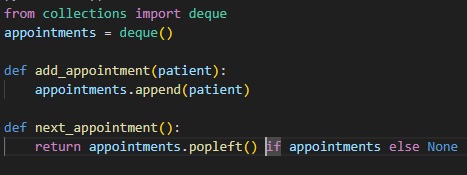 from collections import deque
appointments = deque()
def add_appointment(patient):
    appointments.append(patient)
def next_appointment():
    return appointments.popleft() if appointments else None